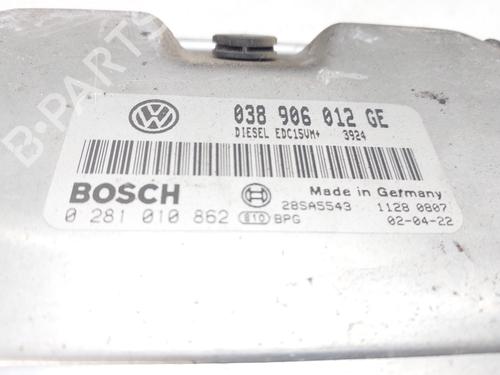 038 906 012 GE
DIESEL EDC15VM+ 3924
BOSCH
Made in Germany
28SA5543 1128 0807
0 281 010 862 e10 BPG 02-04-22
B-PARTS